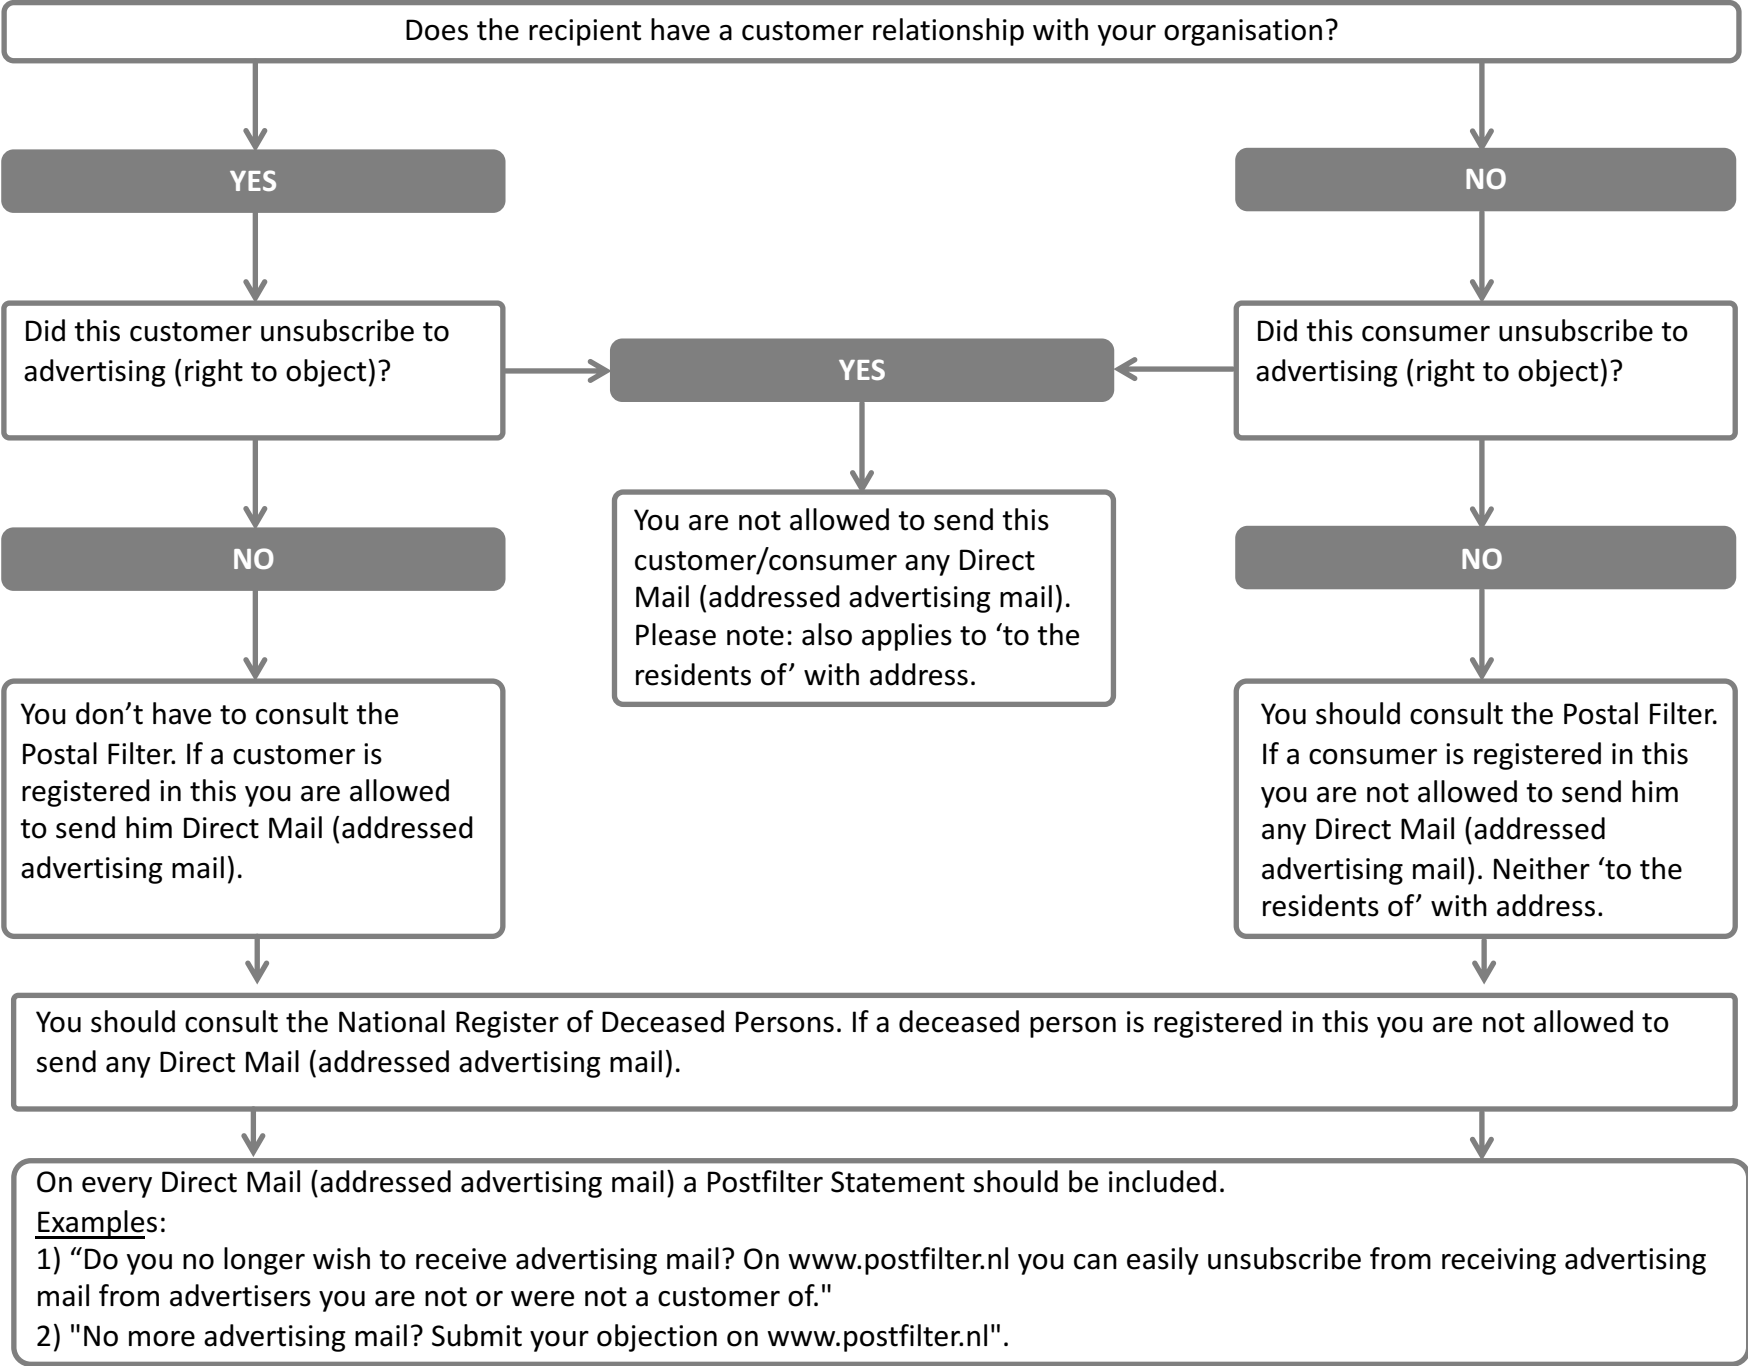 Does the recipient have a customer relationship with your organisation?
YES
NO
Did this customer unsubscribe to
advertising (right to object)?
YES
Did this consumer unsubscribe to
advertising (right to object)?
NO
You are not allowed to send this
customer/consumer any Direct
Mail (addressed advertising mail).
Please note: also applies to ‘to the
residents of’ with address.
NO
You don’t have to consult the
Postal Filter. If a customer is
registered in this you are allowed
to send him Direct Mail (addressed
advertising mail).
You should consult the Postal Filter.
If a consumer is registered in this
you are not allowed to send him
any Direct Mail (addressed
advertising mail). Neither ‘to the
residents of’ with address.
You should consult the National Register of Deceased Persons. If a deceased person is registered in this you are not allowed to
send any Direct Mail (addressed advertising mail).
On every Direct Mail (addressed advertising mail) a Postfilter Statement should be included.
Examples:
1) “Do you no longer wish to receive advertising mail? On www.postfilter.nl you can easily unsubscribe from receiving advertising
mail from advertisers you are not or were not a customer of."
2) "No more advertising mail? Submit your objection on www.postfilter.nl".